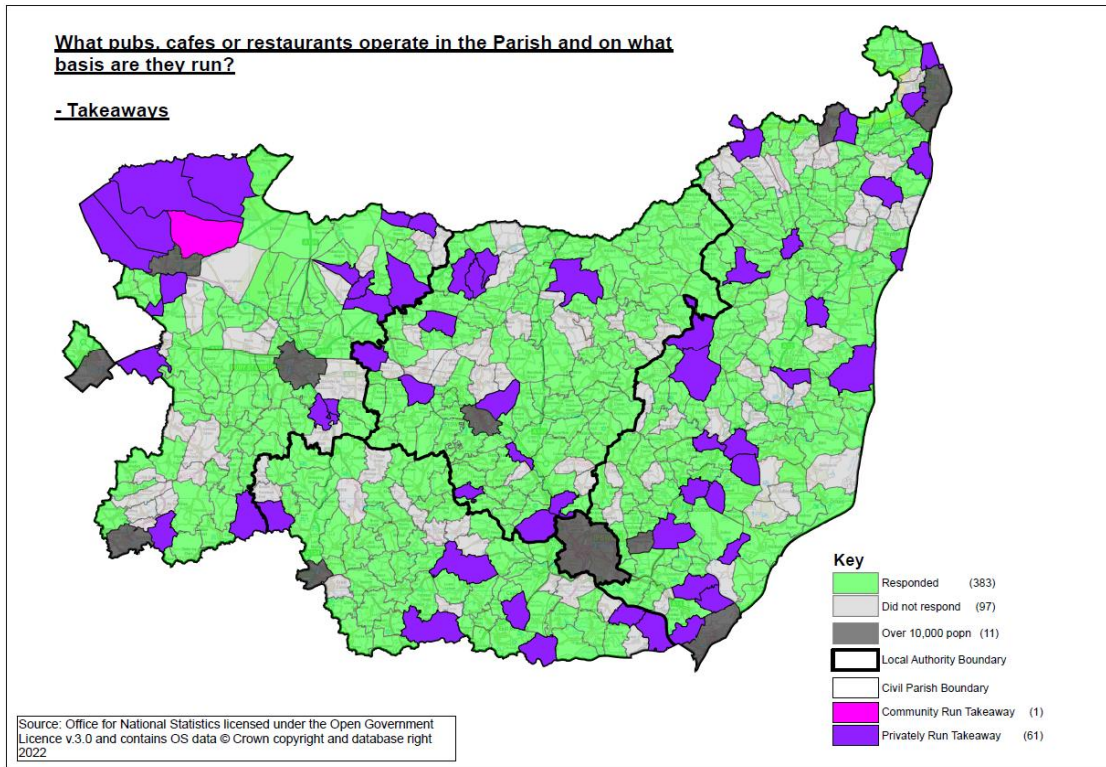 What pubs, cafes or restaurants operate in the Parish and on what
basis are they run?
- Takeaways
Key
Responded (383)
Did not respond (97)
Over 10,000 popn (11)
Local Authority Boundary
Civil Parish Boundary
Community Run Takeaway (1)
Privately Run Takeaway (61)
Source: Office for National Statistics licensed under the Open Government
Licence v.3.0 and contains OS data © Crown copyright and database right
2022